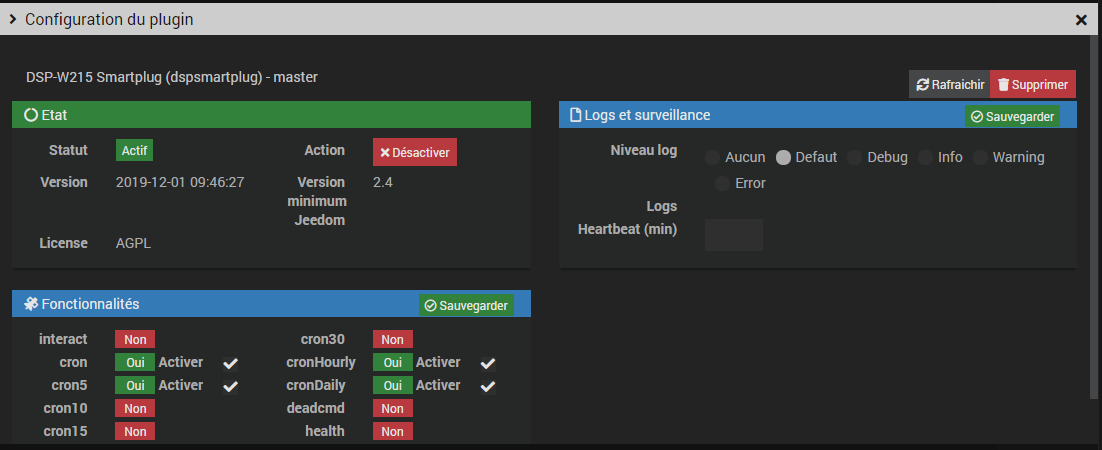 Configuration du plugin
DSP-W215 Smartplug (dspsmartplug) - master
Rafraichir Supprimer
Etat
Statut Actif Action Désactiver
Version 2019-12-01 09:46:27 Version minimum Jeedom 2.4
License AGPL
Logs et surveillance Sauvegarder
Niveau log Aucun Defaut Debug Info Warning
Error
Logs
Heartbeat (min)
Fonctionnalités Sauvegarder
interact Non cron30 Non
cron Oui Activer cronHourly Oui Activer
cron5 Oui Activer cronDaily Oui Activer
cron10 Non deadcmd Non
cron15 Non health Non